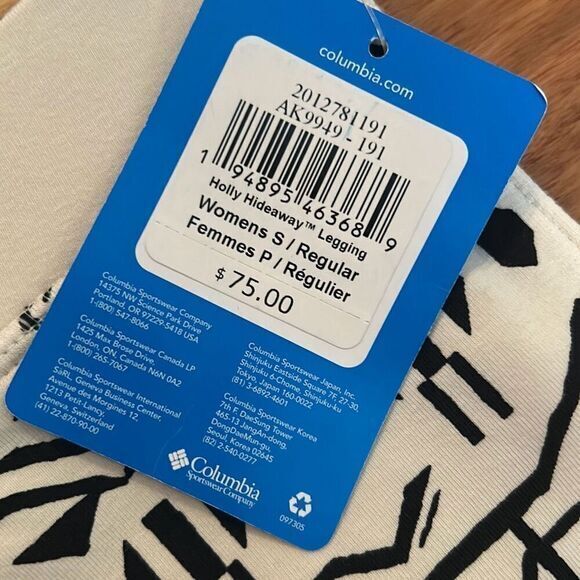 columbia.com
2012781191
AK9949 - 191
1 94895 46368 9
Holly Hideaway™ Legging
Womens S / Regular
Femmes P / Régulier
$ 75.00
Columbia Sportswear Company
14375 NW Science Park Drive
Portland, OR 97229-5418 USA
1-(800) 547-8066
Columbia Sportswear Canada LP
1425 Max Brose Drive
London, ON, Canada N6N 0A2
1-(800) 265-7067
Columbia Sportswear International
SaRL, Geneva Business Center,
Avenue des Morgines 12,
1213 Petit Lancy,
Geneva, Switzerland
(41) 22-870-90-00
Columbia Sportswear Japan, Inc.
Shinjuku Eastside Square 7F, 27-30,
Shinjuku 6-Chome, Shinjuku-ku
Tokyo, Japan 160-0022
(81) 3-6892-4601
Columbia Sportswear Korea
7th F. DaeSung Tower
465-13 JangAn-dong,
DongDaeMun-gu,
Seoul, Korea 02645
(82) 2-540-0277
Columbia
Sportswear Company
097305